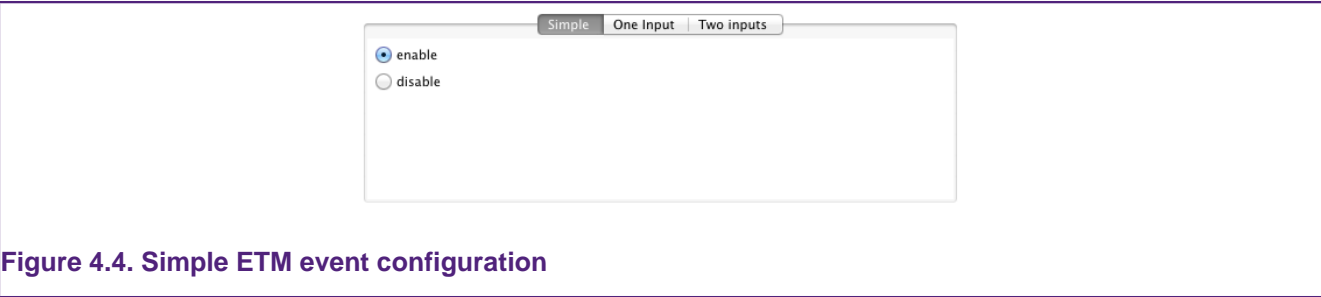 Simple One Input Two inputs
enable
disable
Figure 4.4. Simple ETM event configuration